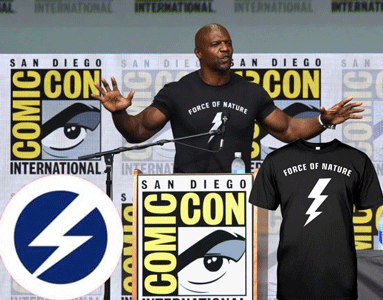 INTERNATIONAL
SAN DIEGO
COMIC
CON
INTERNATIONAL
SAN DIEGO
COMIC
CON
FORCE OF NATURE
FORCE OF NATURE
SAN DIEGO
COMIC
CON
INTERNATIONAL